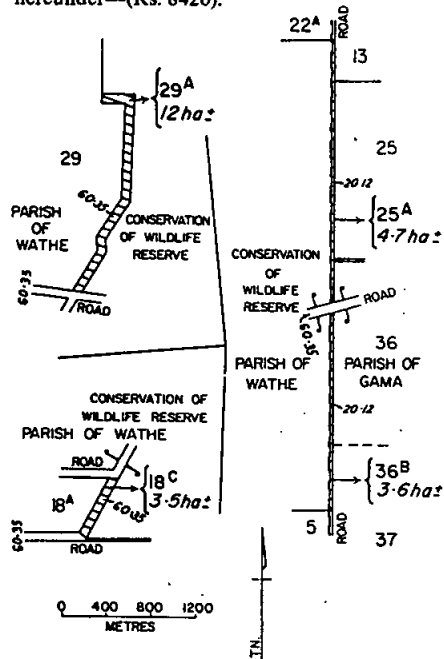 hereunder—(Rs. 8420).
29A
12ha±
29
60·35
PARISH
OF
WATHE
CONSERVATION
OF WILDLIFE
RESERVE
60·35
ROAD
CONSERVATION OF
WILDLIFE RESERVE
PARISH OF WATHE
ROAD
18A
18C
3·5ha±
60·35
60·35
ROAD
0 400 800 1200
METRES
22A
ROAD
13
25
20·12
25A
4·7ha±
CONSERVATION
OF
WILDLIFE
RESERVE
ROAD
60·35
36
PARISH OF WATHE
PARISH OF
GAMA
20·12
36B
3·6ha±
5
ROAD
37
T.N.